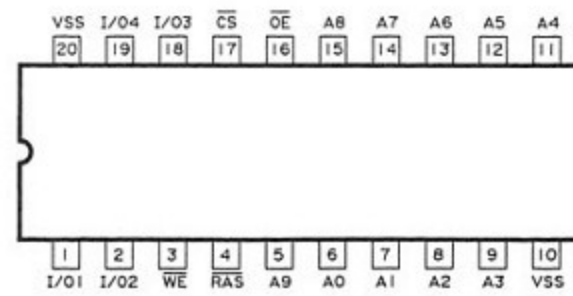 VSS I/O4 I/O3 CS OE A8 A7 A6 A5 A4
20 19 18 17 16 15 14 13 12 11
1 2 3 4 5 6 7 8 9 10
I/O1 I/O2 WE RAS A9 A0 A1 A2 A3 VSS